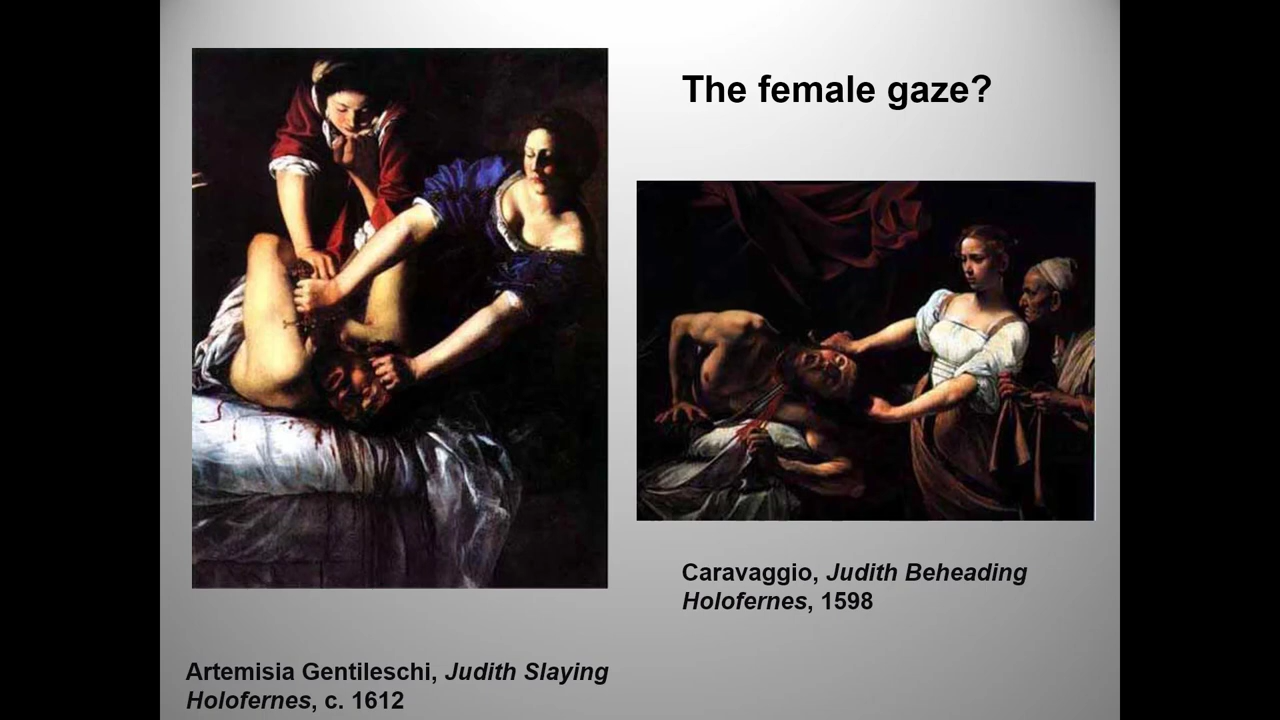 The female gaze?
Caravaggio, Judith Beheading
Holofernes, 1598
Artemisia Gentileschi, Judith Slaying
Holofernes, c. 1612